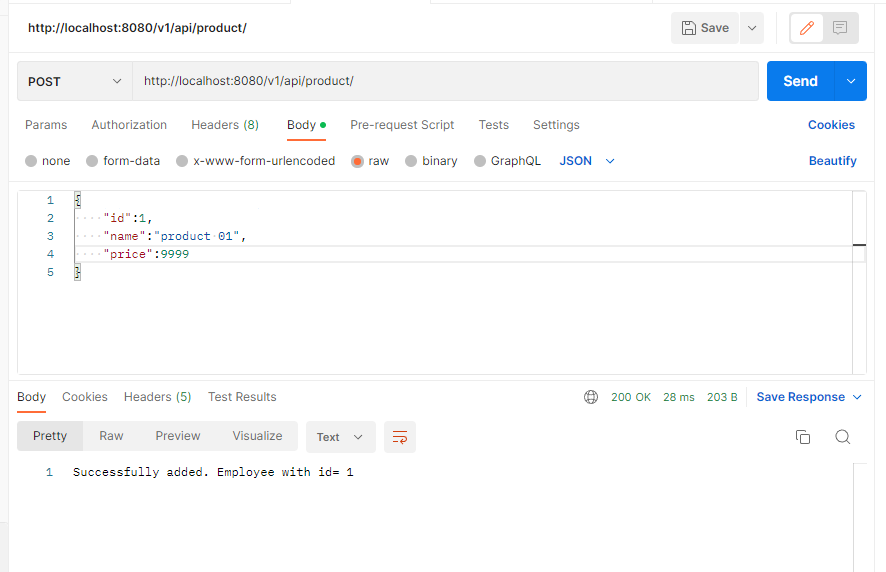 http://localhost:8080/v1/api/product/
Save
POST
http://localhost:8080/v1/api/product/
Send
Params Authorization Headers (8) Body Pre-request Script Tests Settings Cookies
none form-data x-www-form-urlencoded raw binary GraphQL JSON Beautify
1 {
2 "id":1,
3 "name":"product 01",
4 "price":9999
5 }
Body Cookies Headers (5) Test Results 200 OK 28 ms 203 B Save Response
Pretty Raw Preview Visualize Text
1 Successfully added. Employee with id= 1